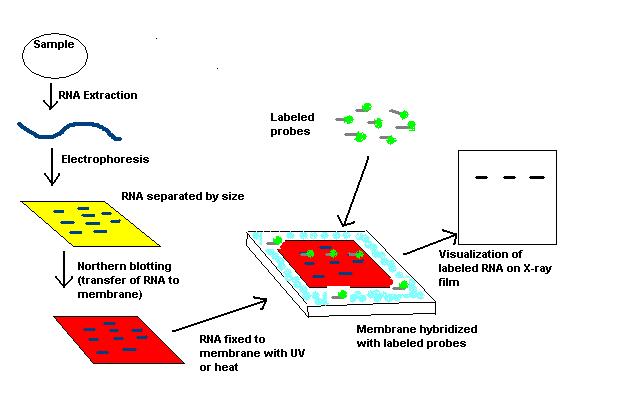 Sample
RNA Extraction
Electrophoresis
RNA separated by size
Northern blotting
(transfer of RNA to
membrane)
RNA fixed to
membrane with UV
or heat
Labeled
probes
Membrane hybridized
with labeled probes
Visualization of
labeled RNA on X-ray
film